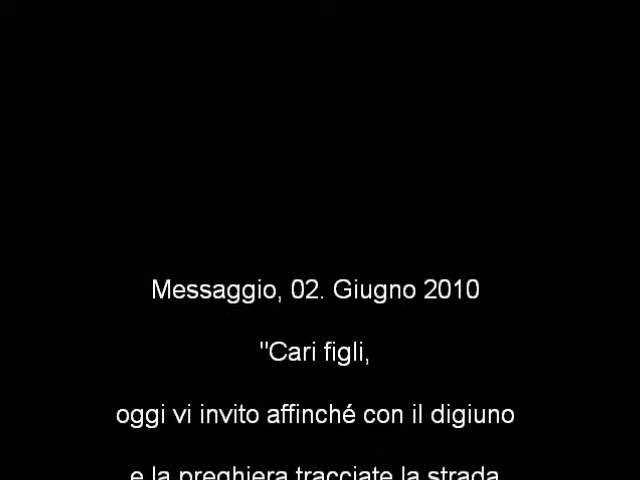 Messaggio, 02. Giugno 2010
"Cari figli,
oggi vi invito affinché con il digiuno
e la preghiera tracciate la strada